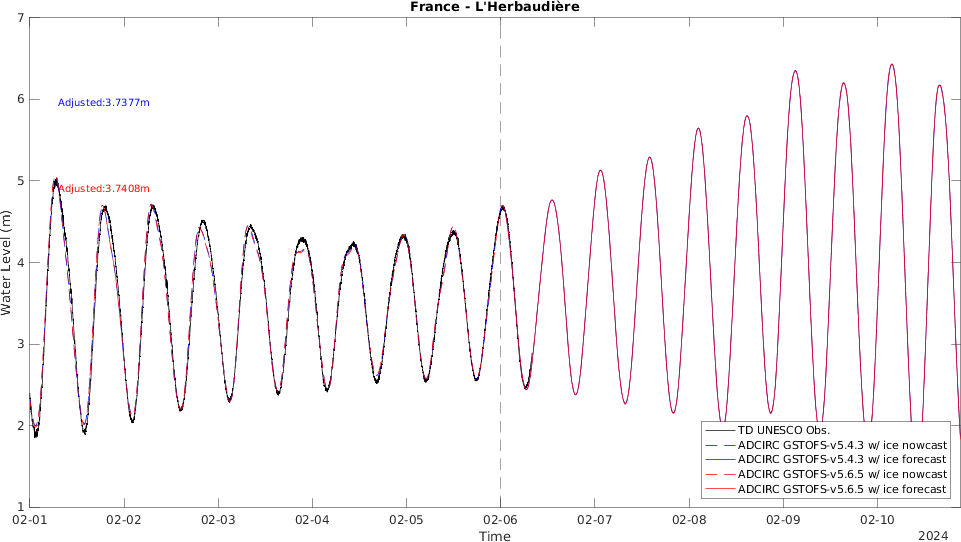 France - L'Herbaudière
7
6
5
4
3
2
1
Water Level (m)
Adjusted:3.7377m
Adjusted:3.7408m
TD UNESCO Obs.
ADCIRC GSTOFS-v5.4.3 w/ ice nowcast
ADCIRC GSTOFS-v5.4.3 w/ ice forecast
ADCIRC GSTOFS-v5.6.5 w/ ice nowcast
ADCIRC GSTOFS-v5.6.5 w/ ice forecast
02-01 02-02 02-03 02-04 02-05 02-06 02-07 02-08 02-09 02-10
Time
2024